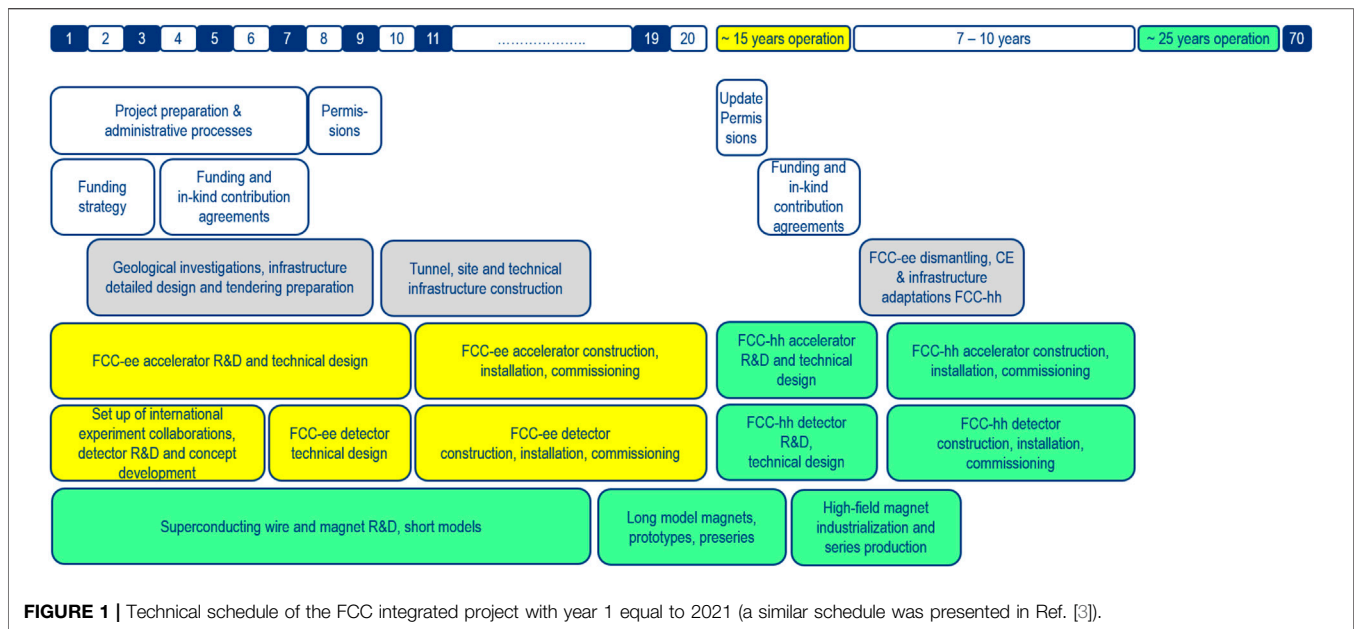 1 2 3 4 5 6 7 8 9 10 11 ……………….. 19 20 ~ 15 years operation 7 – 10 years ~ 25 years operation 70
Project preparation &
administrative processes
Permis-
sions
Update
Permis
sions
Funding
strategy
Funding and
in-kind contribution
agreements
Funding and
in-kind
contribution
agreements
Geological investigations, infrastructure
detailed design and tendering preparation
Tunnel, site and technical
infrastructure construction
FCC-ee dismantling, CE
& infrastructure
adaptations FCC-hh
FCC-ee accelerator R&D and technical design
FCC-ee accelerator construction,
installation, commissioning
FCC-hh accelerator
R&D and technical
design
FCC-hh accelerator construction,
installation, commissioning
Set up of international
experiment collaborations,
detector R&D and concept
development
FCC-ee detector
technical design
FCC-ee detector
construction, installation, commissioning
FCC-hh detector
R&D,
technical design
FCC-hh detector
construction, installation,
commissioning
Superconducting wire and magnet R&D, short models
Long model magnets,
prototypes, preseries
High-field magnet
industrialization and
series production
FIGURE 1 | Technical schedule of the FCC integrated project with year 1 equal to 2021 (a similar schedule was presented in Ref. [3]).